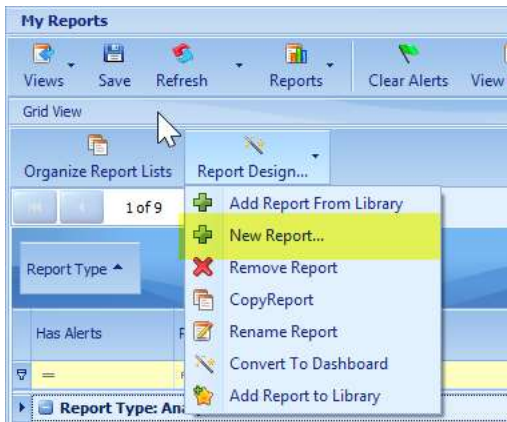 My Reports
Views Save Refresh Reports Clear Alerts View
Grid View
Organize Report Lists Report Design...
1 of 9
Add Report From Library
New Report...
Report Type
Remove Report
CopyReport
Has Alerts
Rename Report
=
Convert To Dashboard
Add Report to Library
Report Type: Ana